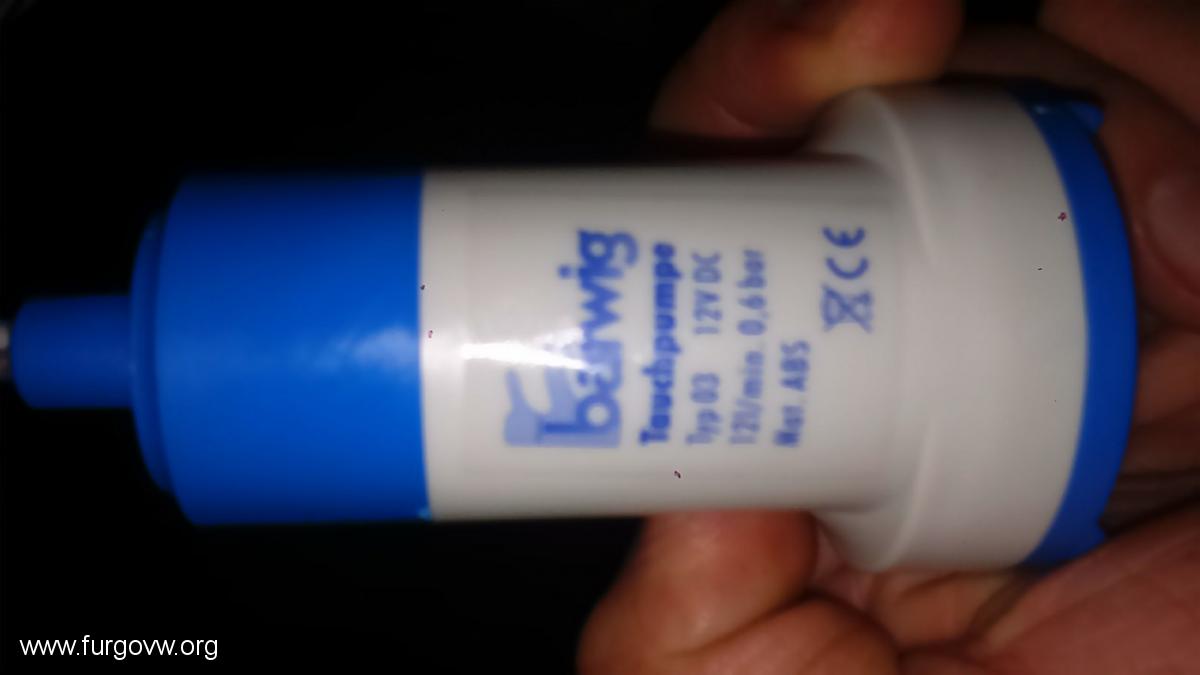 barwig
Tauchpumpe
Typ 03 12V DC
12l/min. 0,6 bar
Mat. ABS
CE
www.furgovw.org